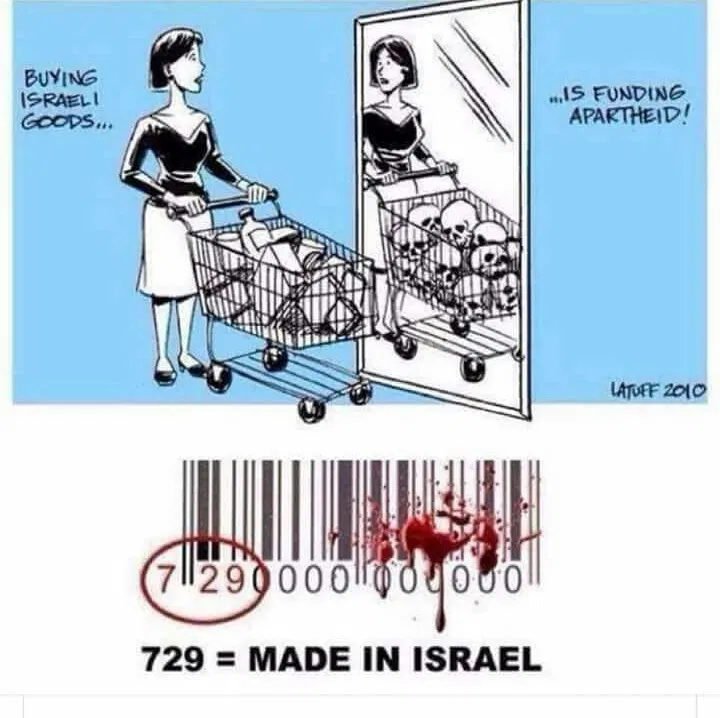 BUYING
ISRAELI
GOODS...
...IS FUNDING
APARTHEID!
LATUFF 2010
7 290000 000000
729 = MADE IN ISRAEL